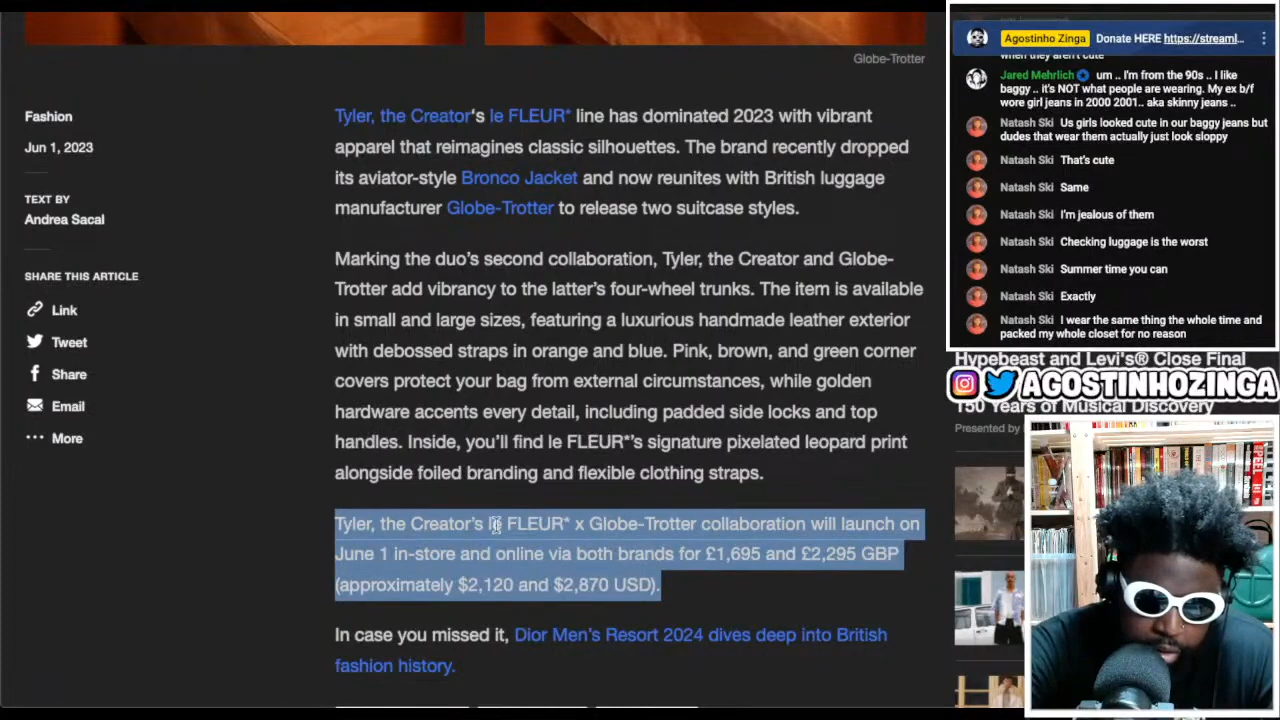 Globe-Trotter
Fashion
Jun 1, 2023
TEXT BY
Andrea Sacal
SHARE THIS ARTICLE
Link
Tweet
Share
Email
More
Tyler, the Creator's le FLEUR* line has dominated 2023 with vibrant
apparel that reimagines classic silhouettes. The brand recently dropped
its aviator-style Bronco Jacket and now reunites with British luggage
manufacturer Globe-Trotter to release two suitcase styles.
Marking the duo's second collaboration, Tyler, the Creator and Globe-
Trotter add vibrancy to the latter's four-wheel trunks. The item is available
in small and large sizes, featuring a luxurious handmade leather exterior
with debossed straps in orange and blue. Pink, brown, and green corner
covers protect your bag from external circumstances, while golden
hardware accents every detail, including padded side locks and top
handles. Inside, you'll find le FLEUR*'s signature pixelated leopard print
alongside foiled branding and flexible clothing straps.
Tyler, the Creator's le FLEUR* x Globe-Trotter collaboration will launch on
June 1 in-store and online via both brands for £1,695 and £2,295 GBP
(approximately $2,120 and $2,870 USD).
In case you missed it, Dior Men's Resort 2024 dives deep into British
fashion history.
Agostinho Zinga Donate HERE https://streaml...
when they aren't cute
Jared Mehrlich um .. I'm from the 90s .. I like
baggy .. it's NOT what people are wearing. My ex b/f
wore girl jeans in 2000 2001.. aka skinny jeans ..
Natash Ski Us girls looked cute in our baggy jeans but
dudes that wear them actually just look sloppy
Natash Ski That's cute
Natash Ski Same
Natash Ski I'm jealous of them
Natash Ski Checking luggage is the worst
Natash Ski Summer time you can
Natash Ski Exactly
Natash Ski I wear the same thing the whole time and
packed my whole closet for no reason
Hypebeast and Levi's® Close Final
AGOSTINHOZINGA
150 Years of Musical Discovery
Presented by